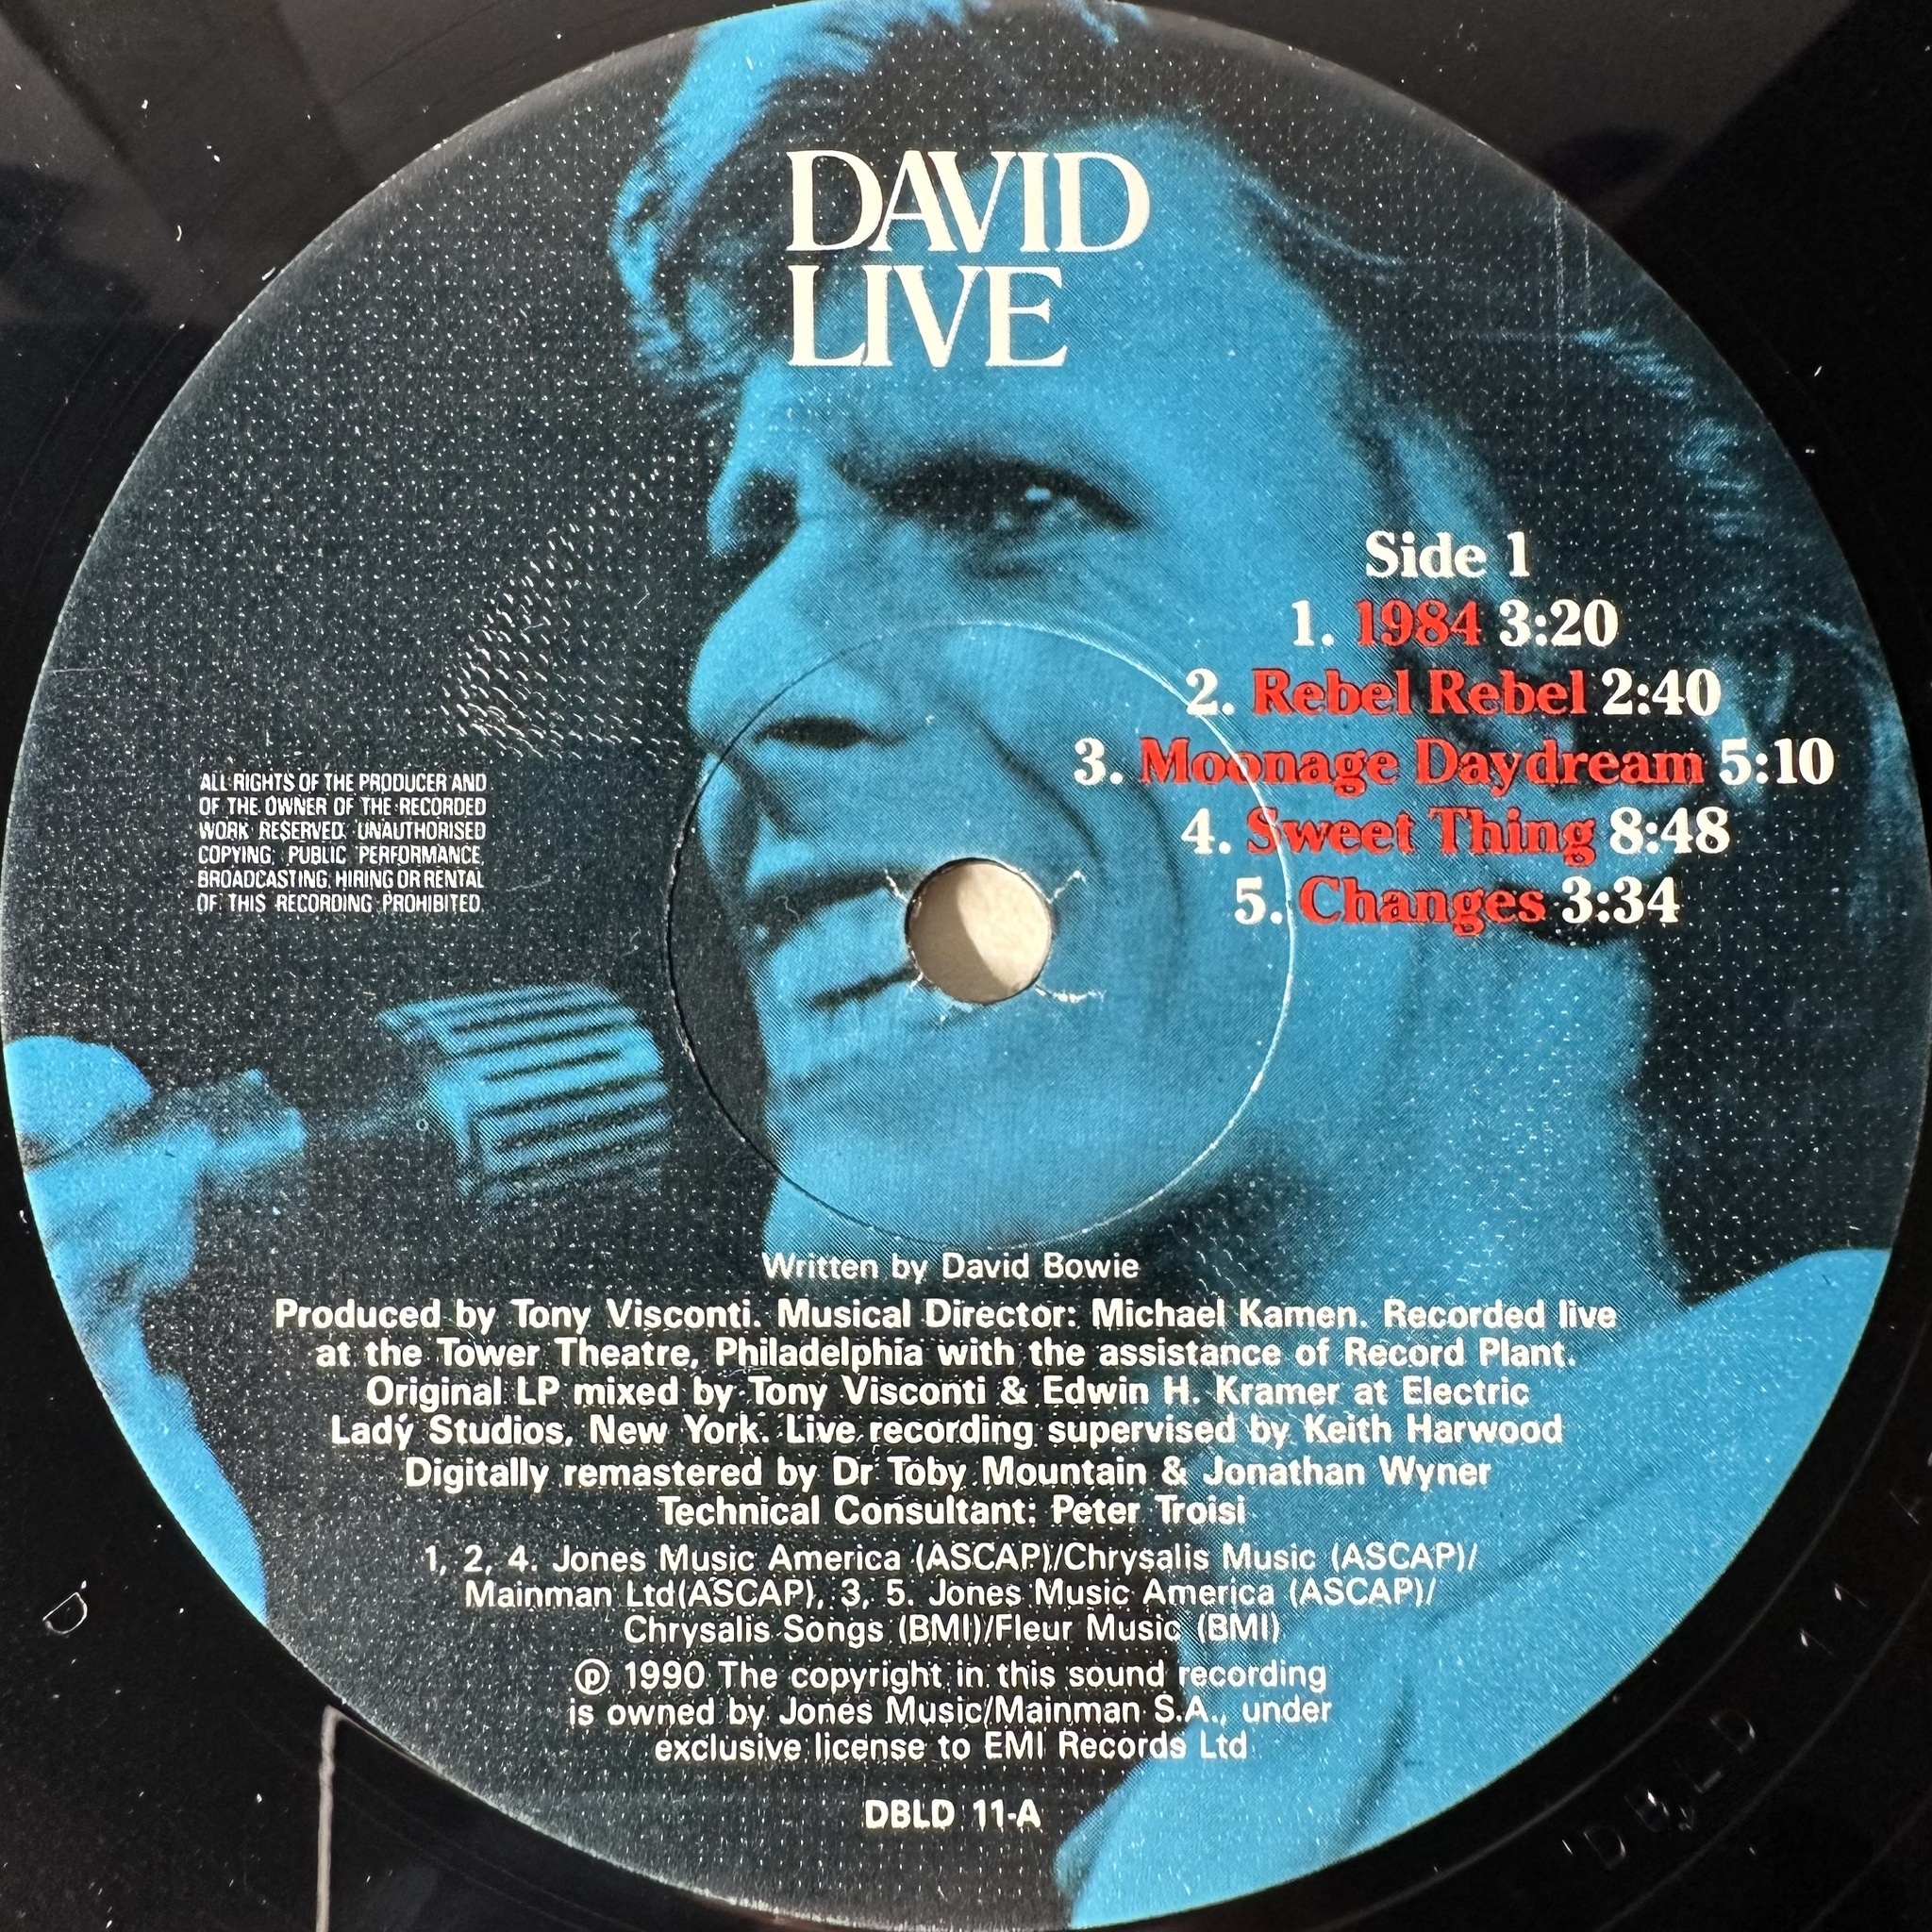 DAVID
LIVE
Side 1
1. 1984 3:20
2. Rebel Rebel 2:40
3. Moonage Daydream 5:10
4. Sweet Thing 8:48
5. Changes 3:34
ALL RIGHTS OF THE PRODUCER AND
OF THE OWNER OF THE RECORDED
WORK RESERVED. UNAUTHORISED
COPYING, PUBLIC PERFORMANCE,
BROADCASTING, HIRING OR RENTAL
OF THIS RECORDING PROHIBITED.
Written by David Bowie
Produced by Tony Visconti. Musical Director: Michael Kamen. Recorded live
at the Tower Theatre, Philadelphia with the assistance of Record Plant.
Original LP mixed by Tony Visconti & Edwin H. Kramer at Electric
Lady Studios, New York. Live recording supervised by Keith Harwood
Digitally remastered by Dr Toby Mountain & Jonathan Wyner
Technical Consultant: Peter Troisi
1, 2, 4. Jones Music America (ASCAP)/Chrysalis Music (ASCAP)/
Mainman Ltd(ASCAP), 3, 5. Jones Music America (ASCAP)/
Chrysalis Songs (BMI)/Fleur Music (BMI)
℗ 1990 The copyright in this sound recording
is owned by Jones Music/Mainman S.A., under
exclusive license to EMI Records Ltd
DBLD 11-A
D
DBLD 11